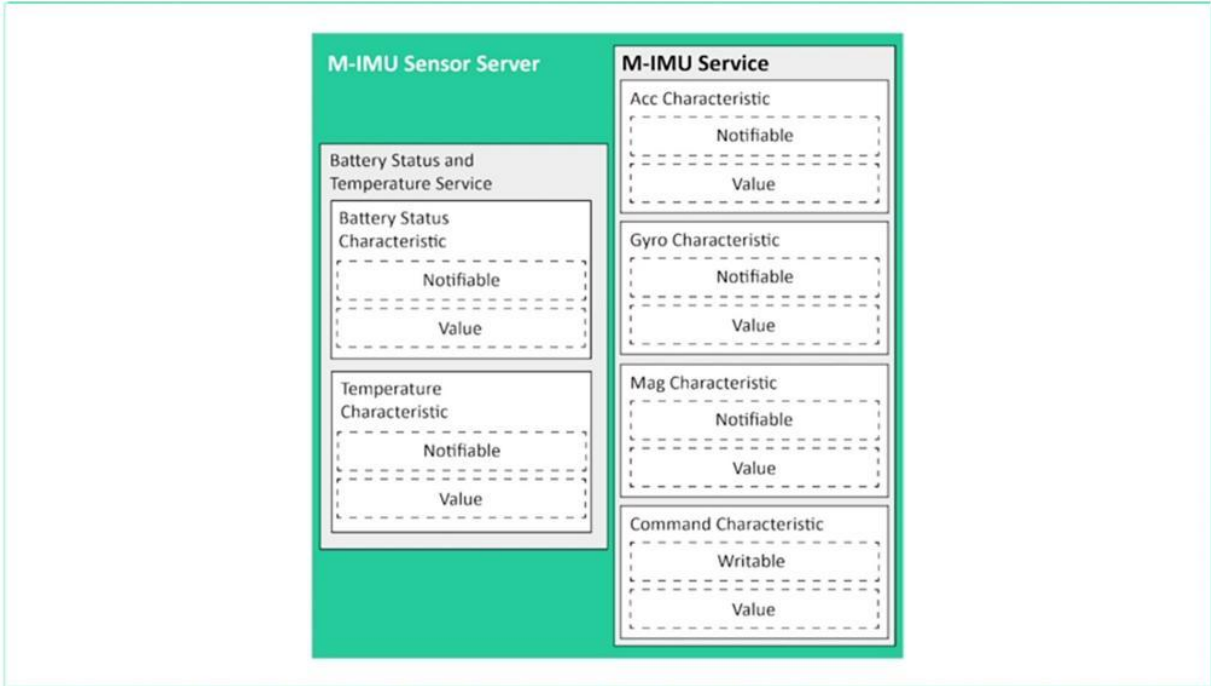 M-IMU Sensor Server
Battery Status and
Temperature Service
Battery Status
Characteristic
Notifiable
Value
Temperature
Characteristic
Notifiable
Value
M-IMU Service
Acc Characteristic
Notifiable
Value
Gyro Characteristic
Notifiable
Value
Mag Characteristic
Notifiable
Value
Command Characteristic
Writable
Value